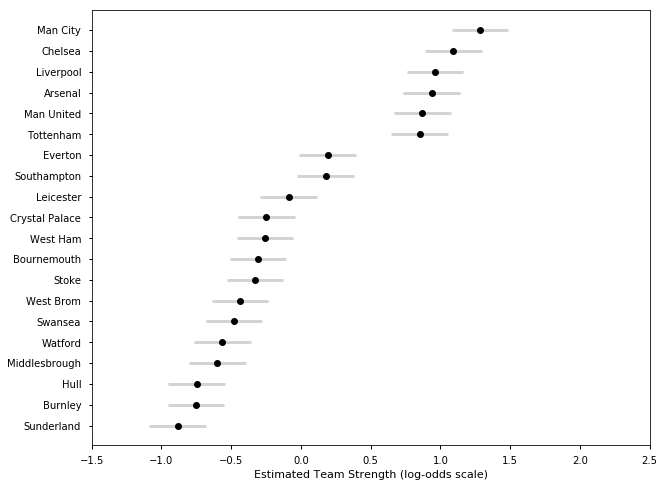 Man City
Chelsea
Liverpool
Arsenal
Man United
Tottenham
Everton
Southampton
Leicester
Crystal Palace
West Ham
Bournemouth
Stoke
West Brom
Swansea
Watford
Middlesbrough
Hull
Burnley
Sunderland
−1.5 −1.0 −0.5 0.0 0.5 1.0 1.5 2.0 2.5
Estimated Team Strength (log-odds scale)